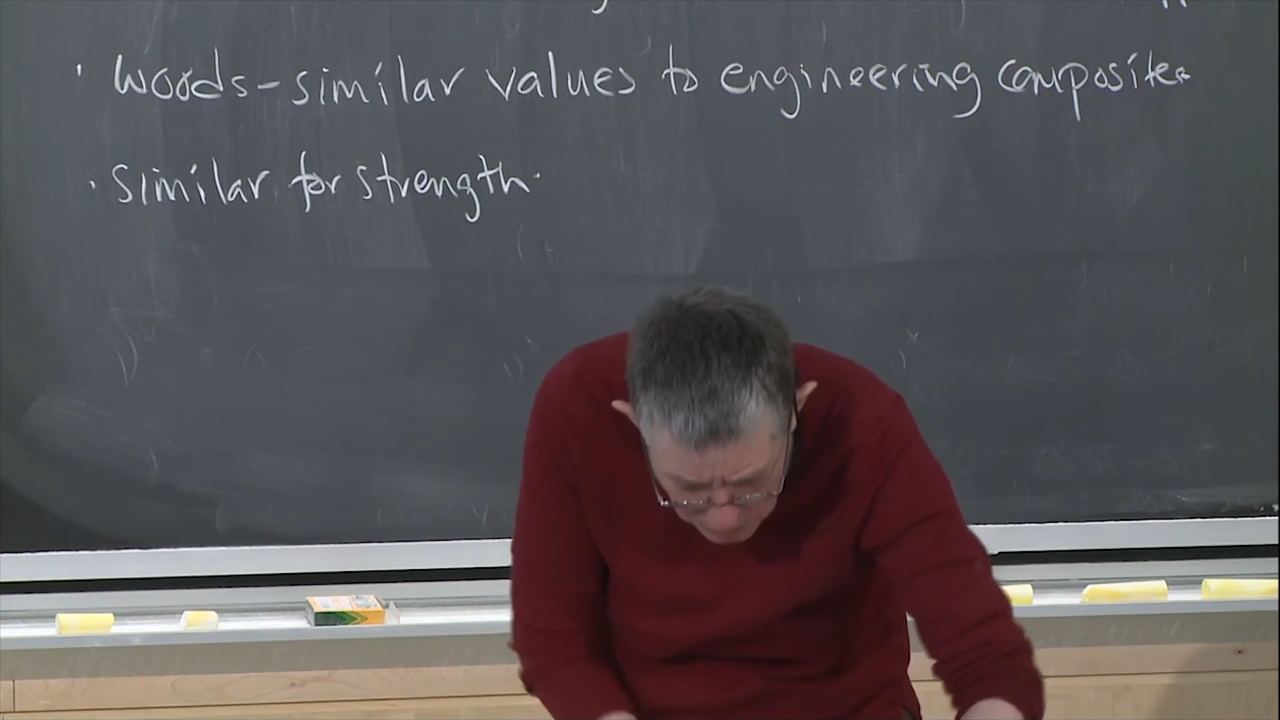 · woods - similar values to engineering composites
· similar for strength.